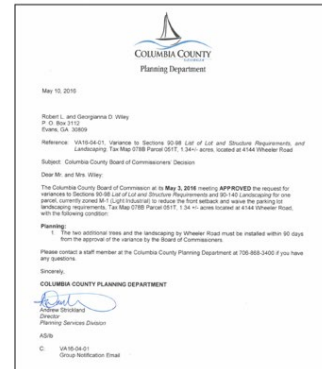 COLUMBIA COUNTY
GEORGIA
Planning Department
May 10, 2016
Robert L. and Georgianna D. Wiley
P. O. Box 3112
Evans, GA 30809
Reference: VA16-04-01, Variance to Sections 90-98 List of Lot and Structure Requirements, and
Landscaping; Tax Map 078B Parcel 051T, 1.34+/- acres, located at 4144 Wheeler Road
Subject: Columbia County Board of Commissioners' Decision
Dear Mr. and Mrs. Wiley:
The Columbia County Board of Commission at its May 3, 2016 meeting APPROVED the request for
variances to Sections 90-98 List of Lot and Structure Requirements and 90-140 Landscaping for one
parcel, currently zoned M-1 (Light Industrial) to reduce the front setback and waive the parking lot
landscaping requirements, Tax Map 078B Parcel 051T, 1.34 +/- acres located at 4144 Wheeler Road,
with the following condition:
Planning:
1. The two additional trees and the landscaping by Wheeler Road must be installed within 90 days
from the approval of the variance by the Board of Commissioners.
Please contact a staff member at the Columbia County Planning Department at 706-868-3400 if you have
any questions.
Sincerely,
COLUMBIA COUNTY PLANNING DEPARTMENT
Andrew Strickland
Director
Planning Services Division
AS/lb
C: VA16-04-01
Group Notification Email